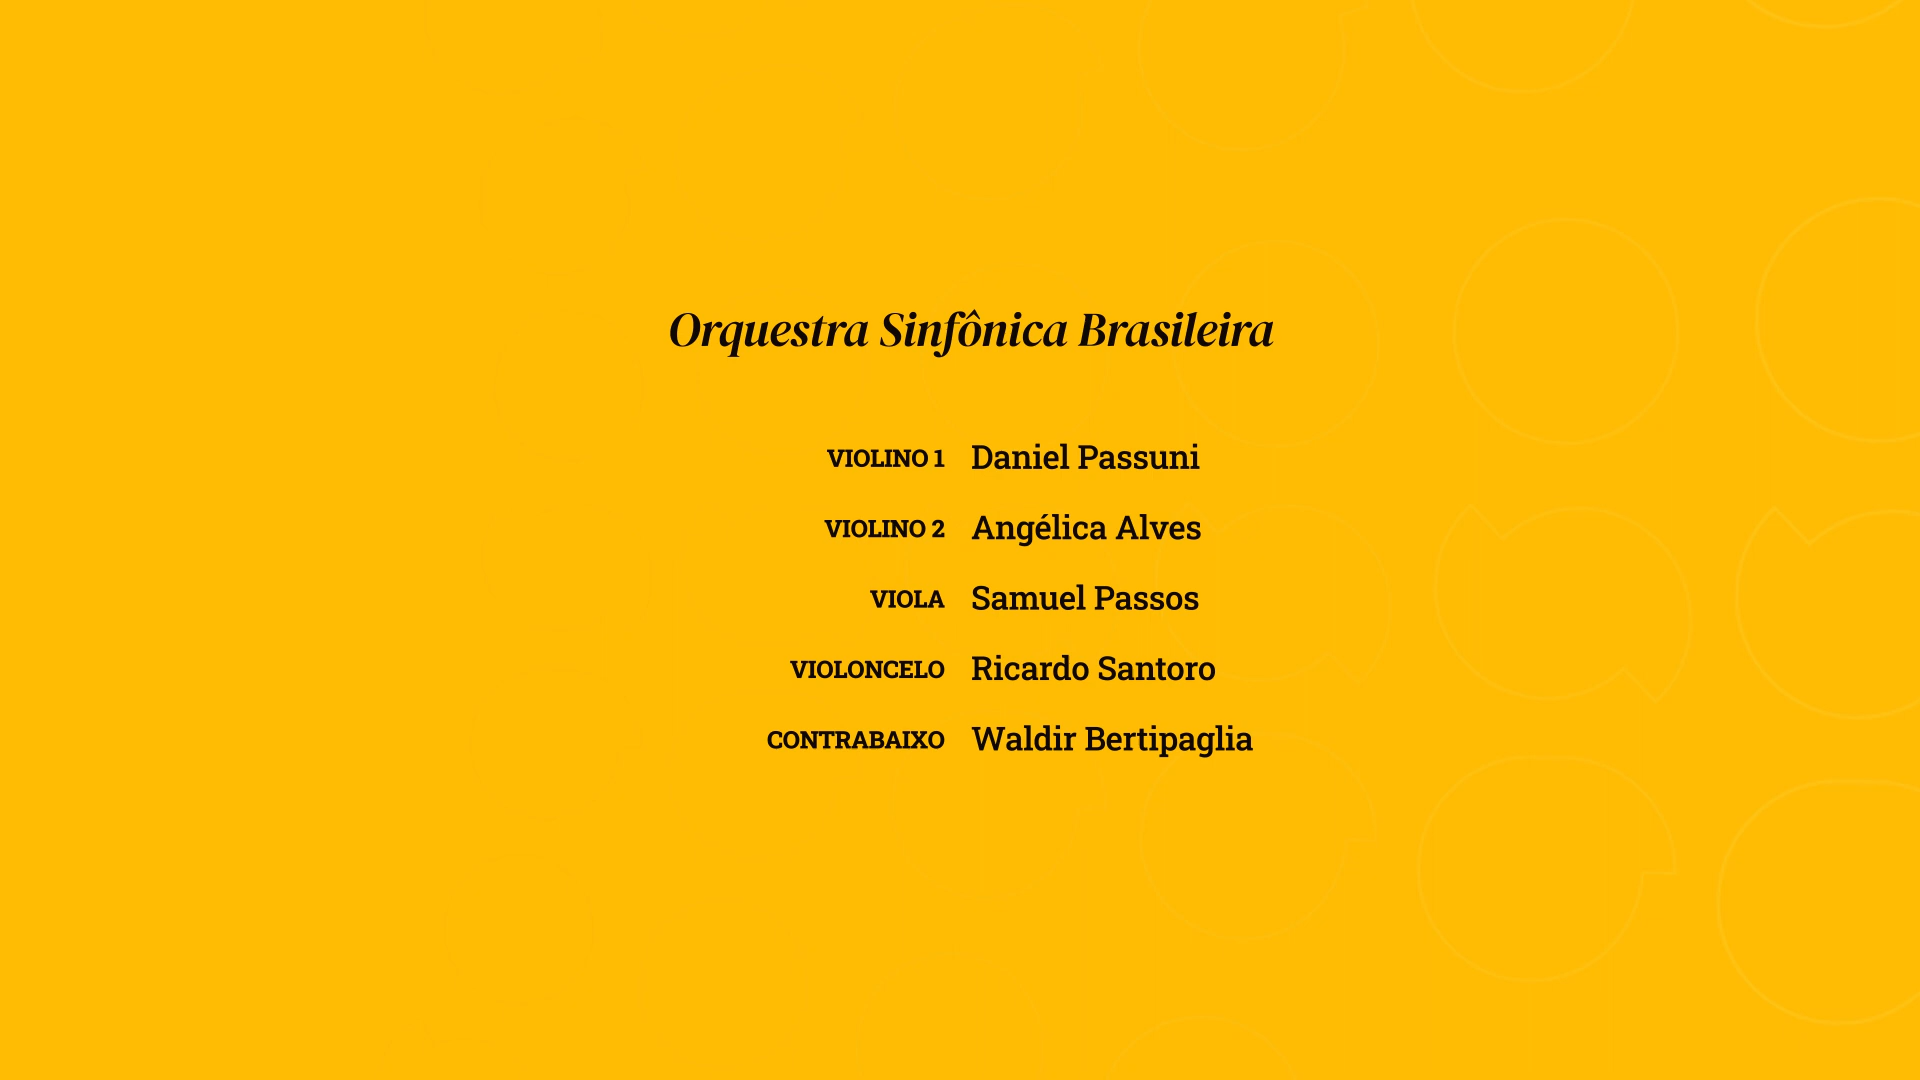 Orquestra Sinfônica Brasileira
VIOLINO 1 Daniel Passuni
VIOLINO 2 Angélica Alves
VIOLA Samuel Passos
VIOLONCELO Ricardo Santoro
CONTRABAIXO Waldir Bertipaglia